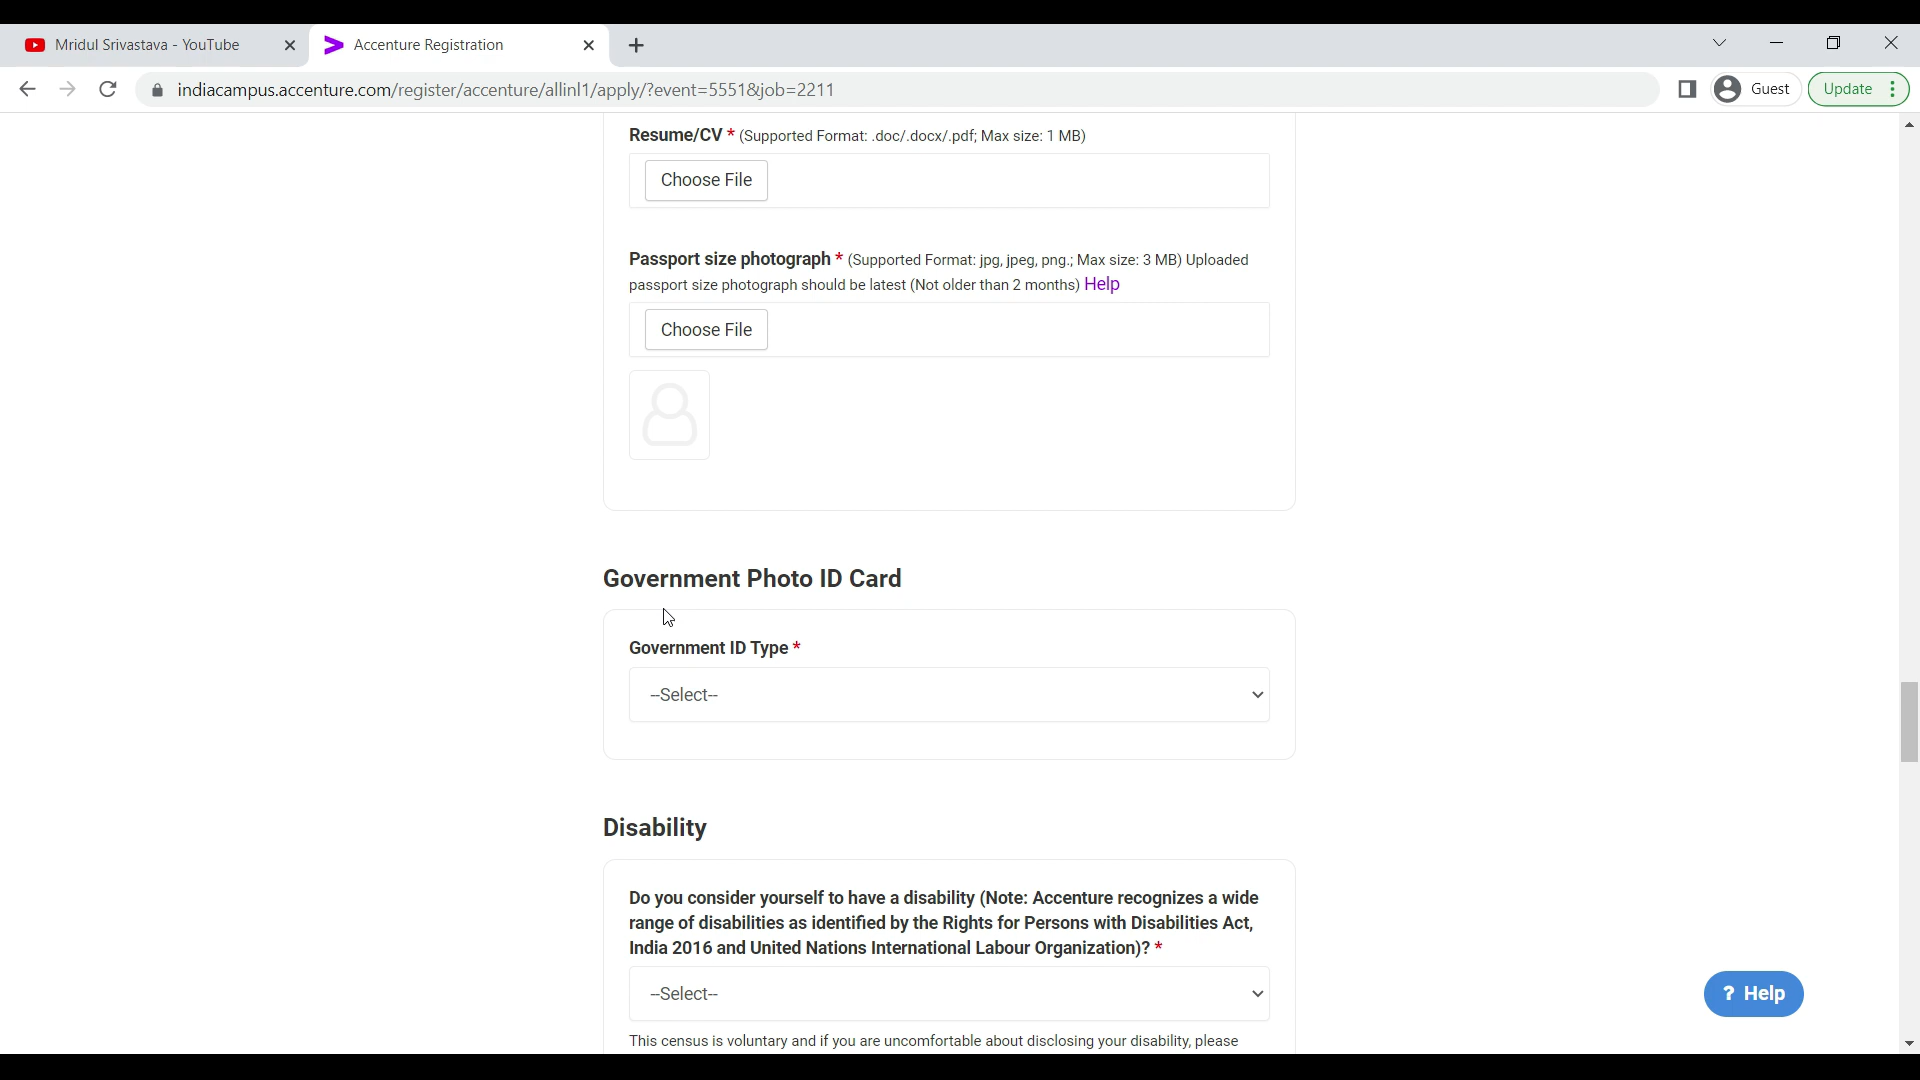 Mridul Srivastava - YouTube
Accenture Registration
indiacampus.accenture.com/register/accenture/allinl1/apply/?event=5551&job=2211
Guest
Update
Resume/CV * (Supported Format: .doc/.docx/.pdf; Max size: 1 MB)
Choose File
Passport size photograph * (Supported Format: jpg, jpeg, png.; Max size: 3 MB) Uploaded
passport size photograph should be latest (Not older than 2 months) Help
Choose File
Government Photo ID Card
Government ID Type *
--Select--
Disability
Do you consider yourself to have a disability (Note: Accenture recognizes a wide
range of disabilities as identified by the Rights for Persons with Disabilities Act,
India 2016 and United Nations International Labour Organization)? *
--Select--
? Help
This census is voluntary and if you are uncomfortable about disclosing your disability, please